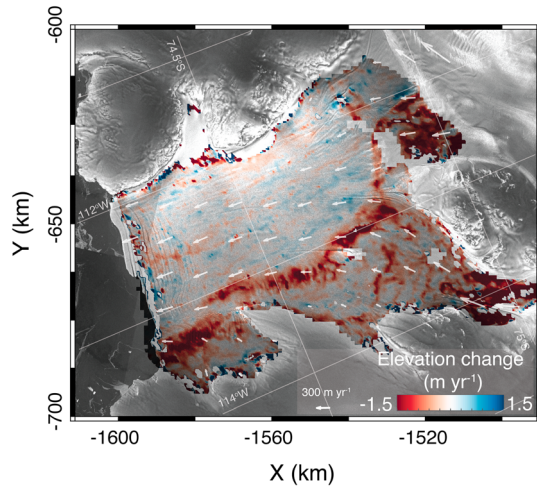 -600
74.5°S
112°W
-650
Y (km)
Elevation change
(m yr-1)
-1.5 1.5
300 m yr-1
114°W
-700
-1600 -1560 -1520
X (km)